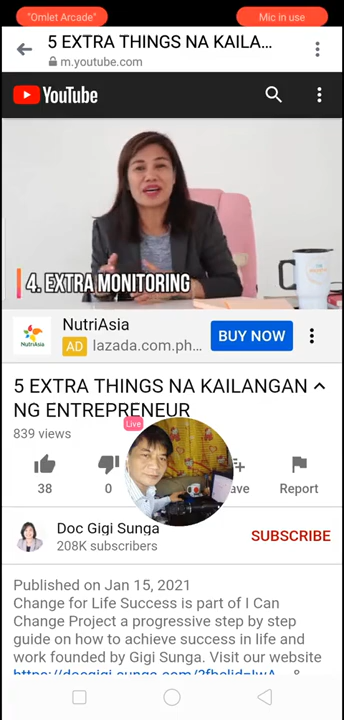 "Omlet Arcade"
Mic in use
5 EXTRA THINGS NA KAILA...
m.youtube.com
YouTube
4. EXTRA MONITORING
NutriAsia
NutriAsia
AD lazada.com.ph...
BUY NOW
5 EXTRA THINGS NA KAILANGAN
NG ENTREPRENEUR
839 views
Live
38
0
ave
Report
Doc Gigi Sunga
208K subscribers
SUBSCRIBE
Published on Jan 15, 2021
Change for Life Success is part of I Can
Change Project a progressive step by step
guide on how to achieve success in life and
work founded by Gigi Sunga. Visit our website